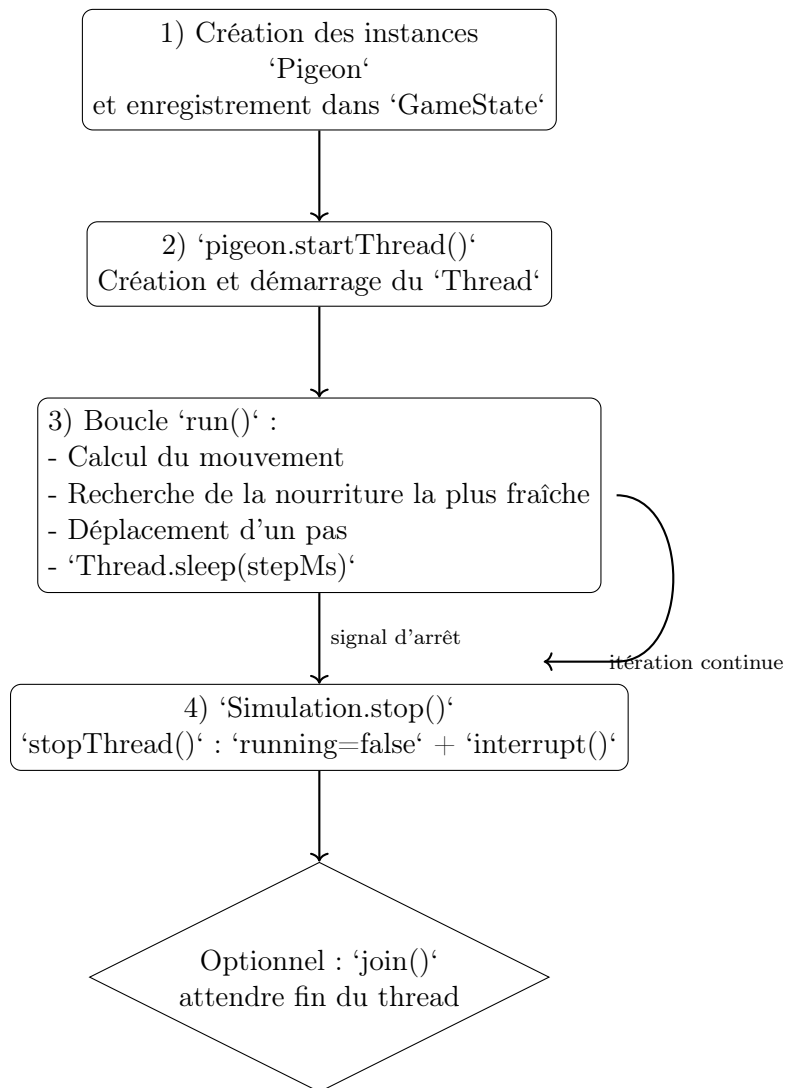 1) Création des instances
‘Pigeon‘
et enregistrement dans ‘GameState‘
2) ‘pigeon.startThread()‘
Création et démarrage du ‘Thread‘
3) Boucle ‘run()‘ :
- Calcul du mouvement
- Recherche de la nourriture la plus fraîche
- Déplacement d'un pas
- ‘Thread.sleep(stepMs)‘
signal d'arrêt
itération continue
4) ‘Simulation.stop()‘
‘stopThread()‘ : ‘running=false‘ + ‘interrupt()‘
Optionnel : ‘join()‘
attendre fin du thread